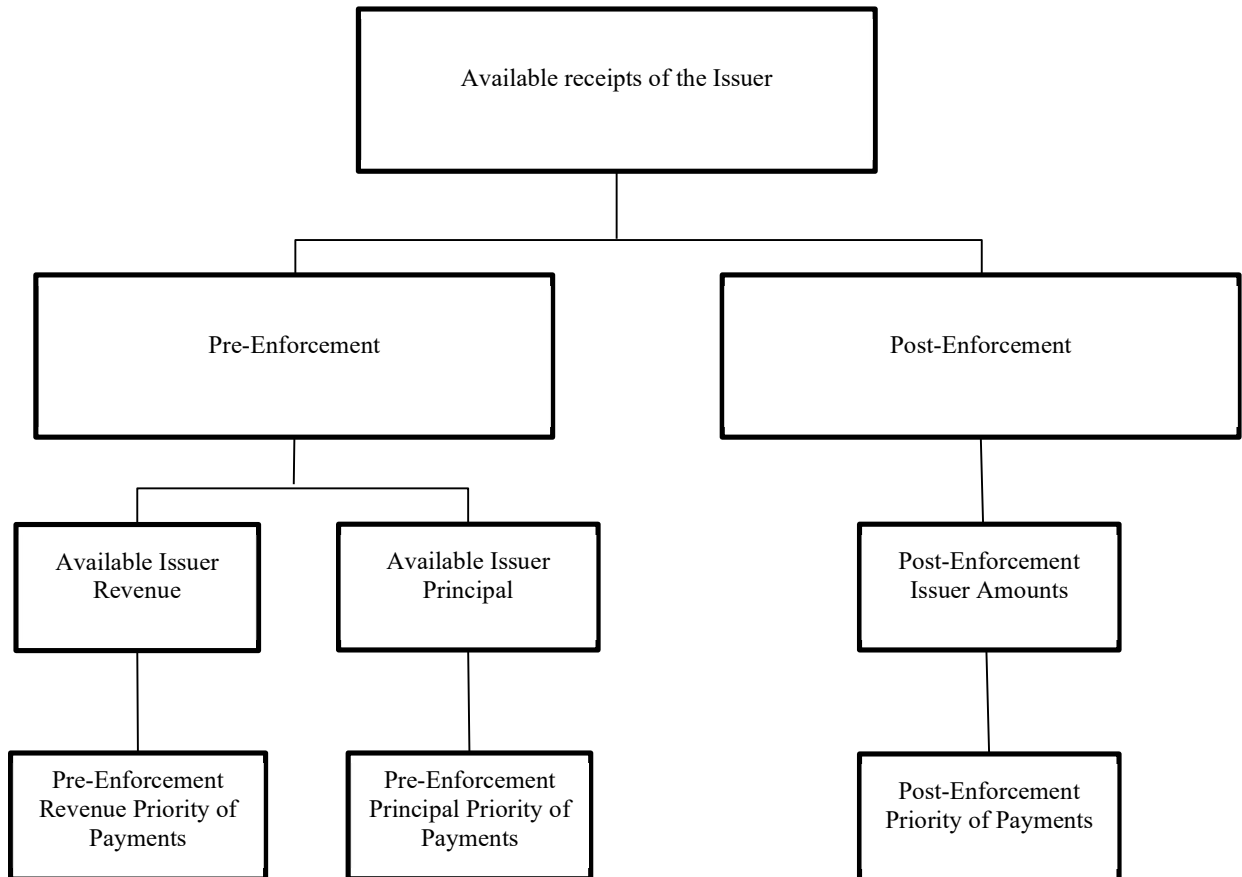 Available receipts of the Issuer
Pre-Enforcement
Post-Enforcement
Available Issuer
Revenue
Available Issuer
Principal
Post-Enforcement
Issuer Amounts
Pre-Enforcement
Revenue Priority of
Payments
Pre-Enforcement
Principal Priority of
Payments
Post-Enforcement
Priority of Payments